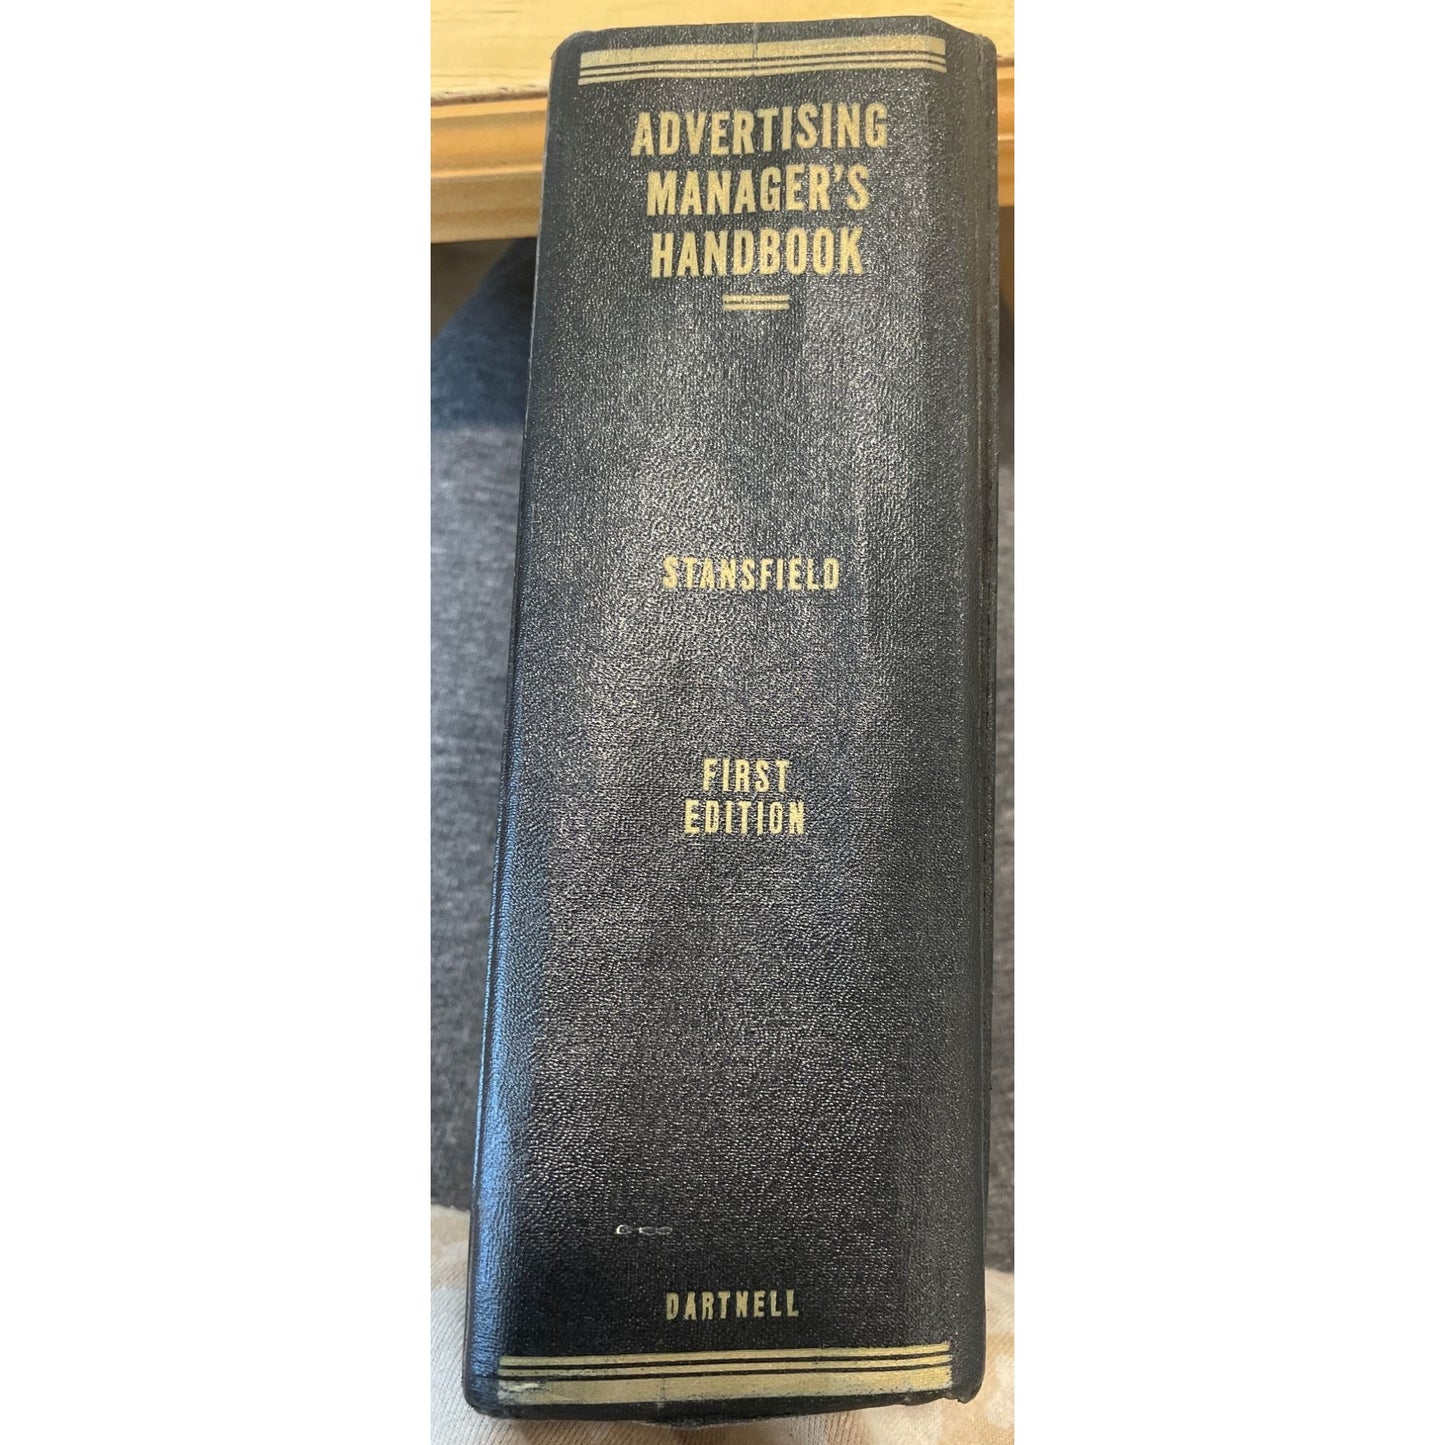 ADVERTISING
MANAGER'S
HANDBOOK
STANSFIELD
FIRST
EDITION
DARTNELL